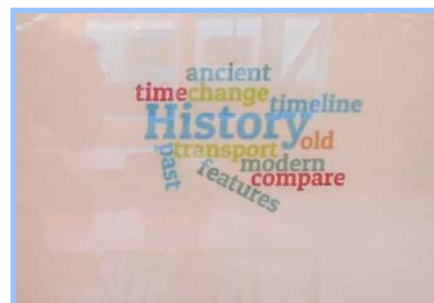 ancient
time change
timeline
History
old
transport
past
modern
features
compare